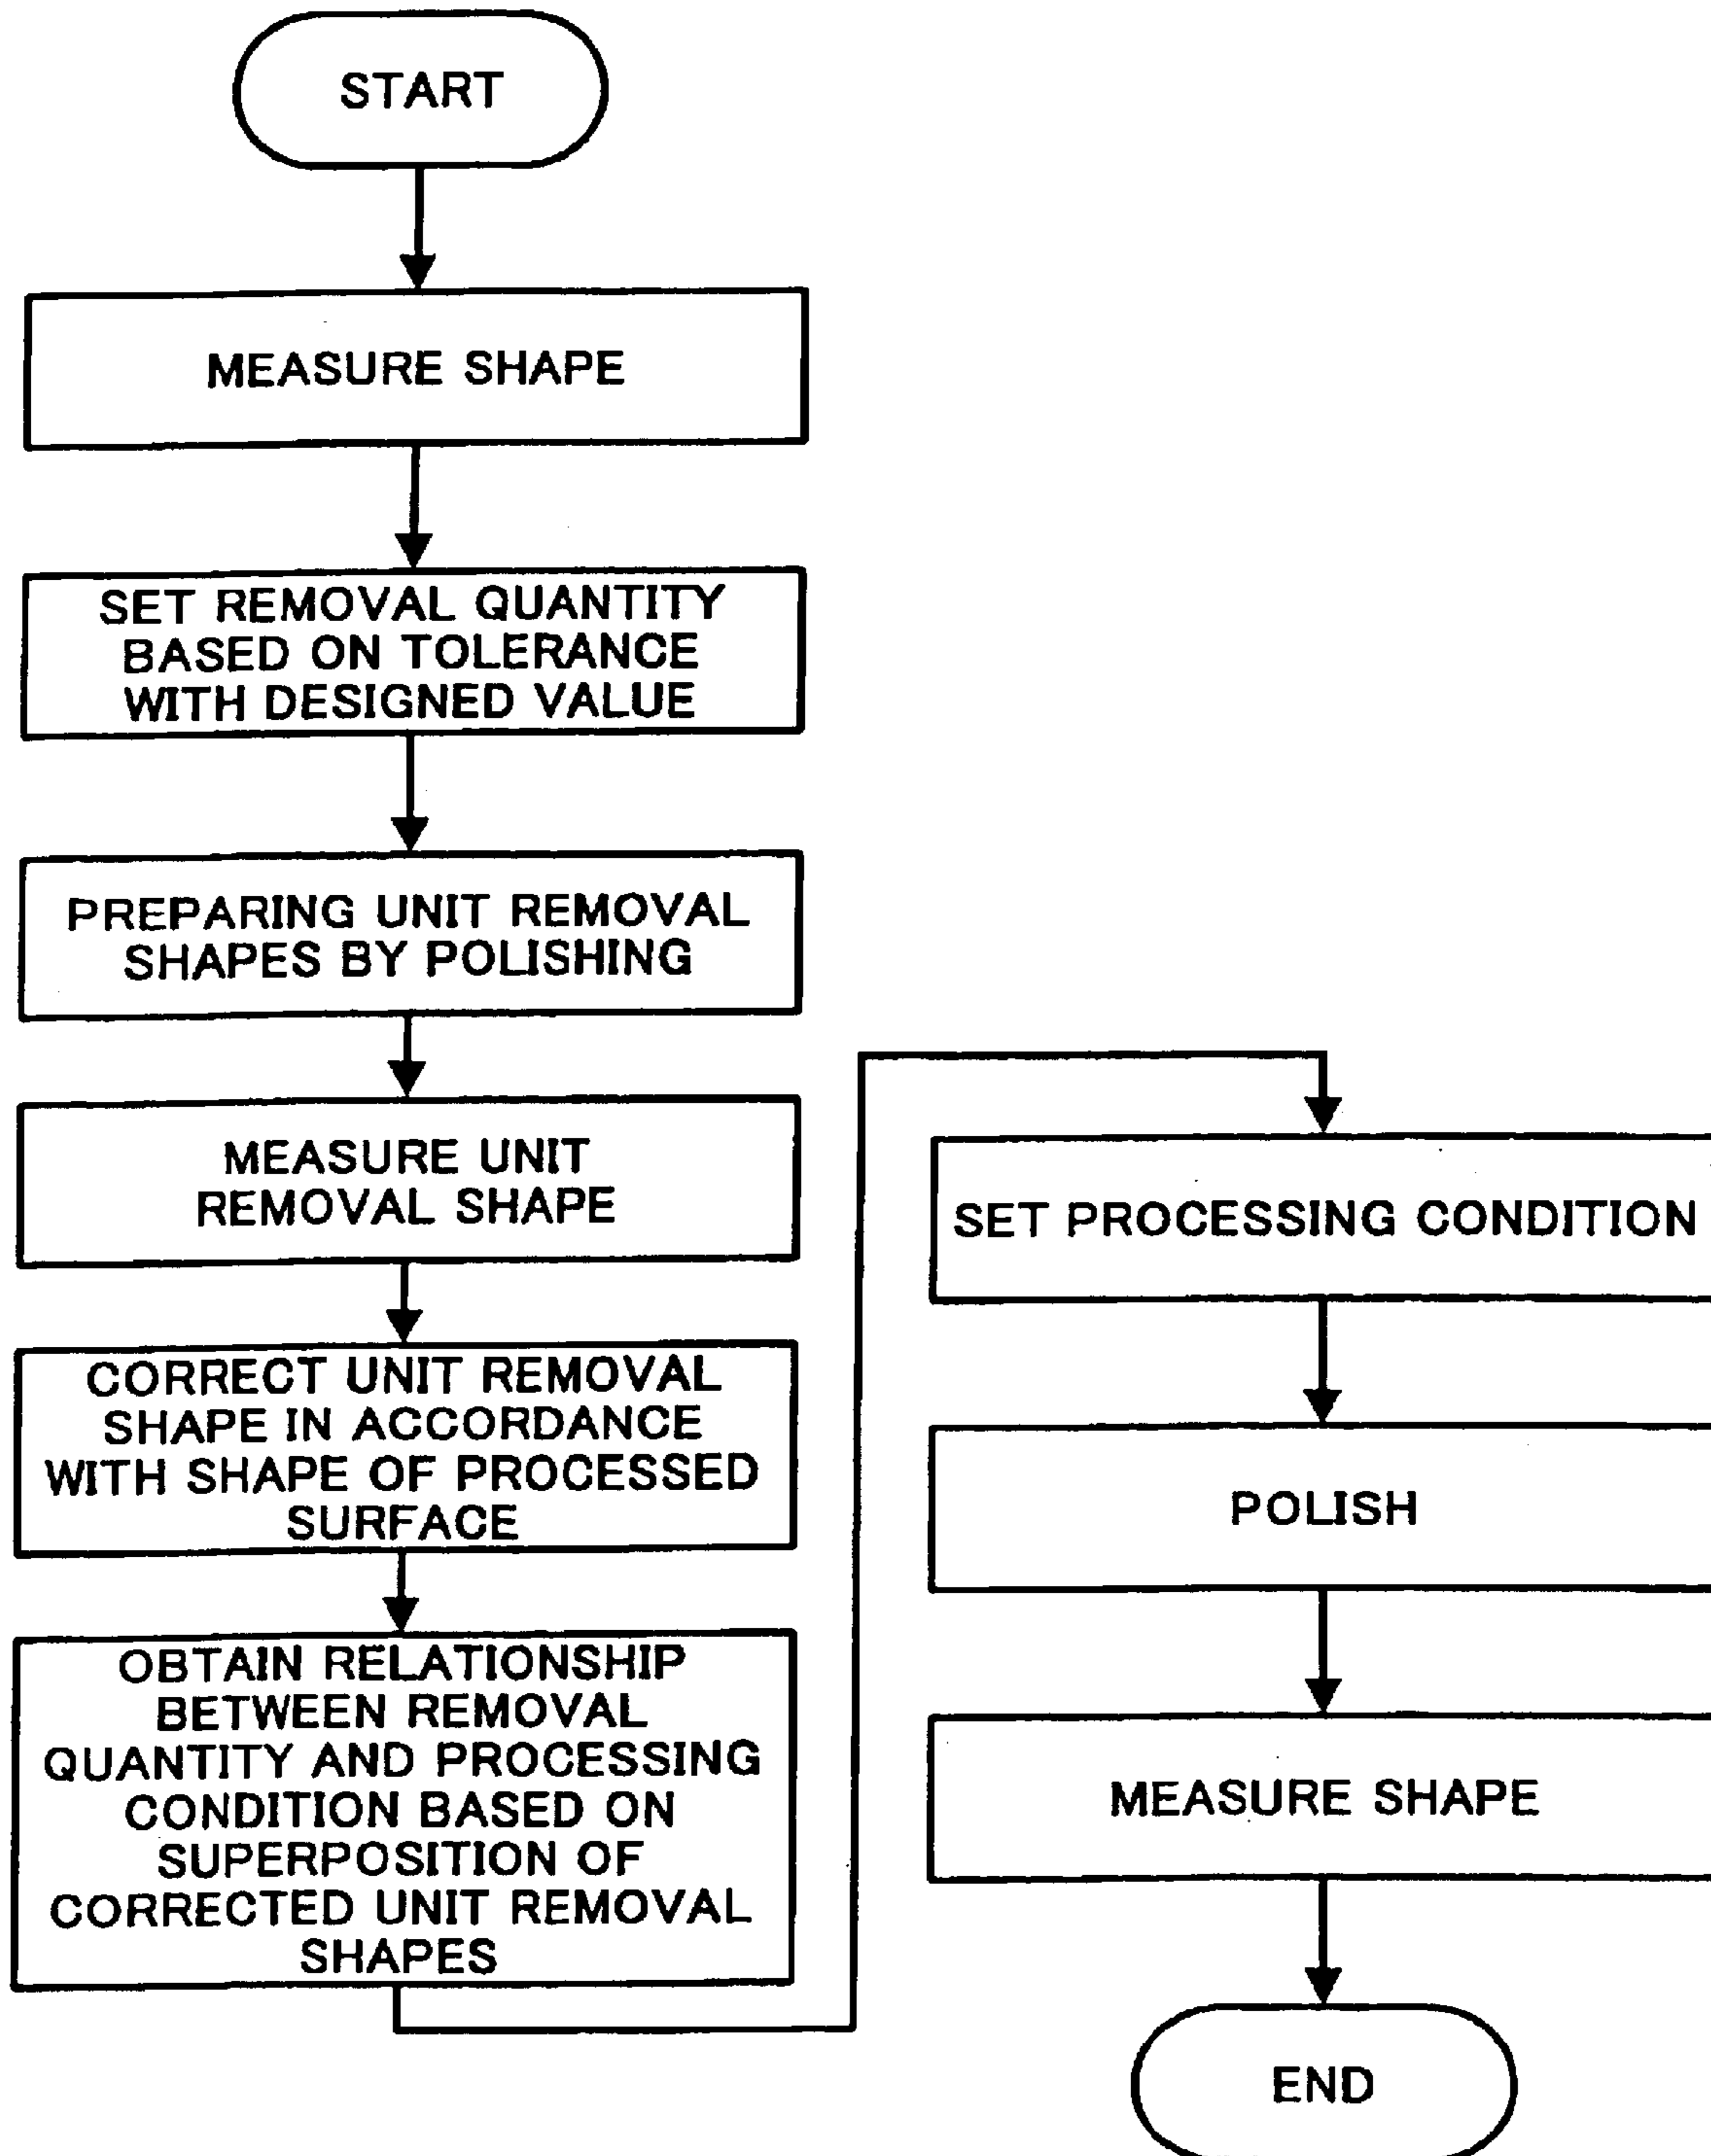 START
MEASURE SHAPE
SET REMOVAL QUANTITY
BASED ON TOLERANCE
WITH DESIGNED VALUE
PREPARING UNIT REMOVAL
SHAPES BY POLISHING
MEASURE UNIT
REMOVAL SHAPE
CORRECT UNIT REMOVAL
SHAPE IN ACCORDANCE
WITH SHAPE OF PROCESSED
SURFACE
OBTAIN RELATIONSHIP
BETWEEN REMOVAL
QUANTITY AND PROCESSING
CONDITION BASED ON
SUPERPOSITION OF
CORRECTED UNIT REMOVAL
SHAPES
SET PROCESSING CONDITION
POLISH
MEASURE SHAPE
END